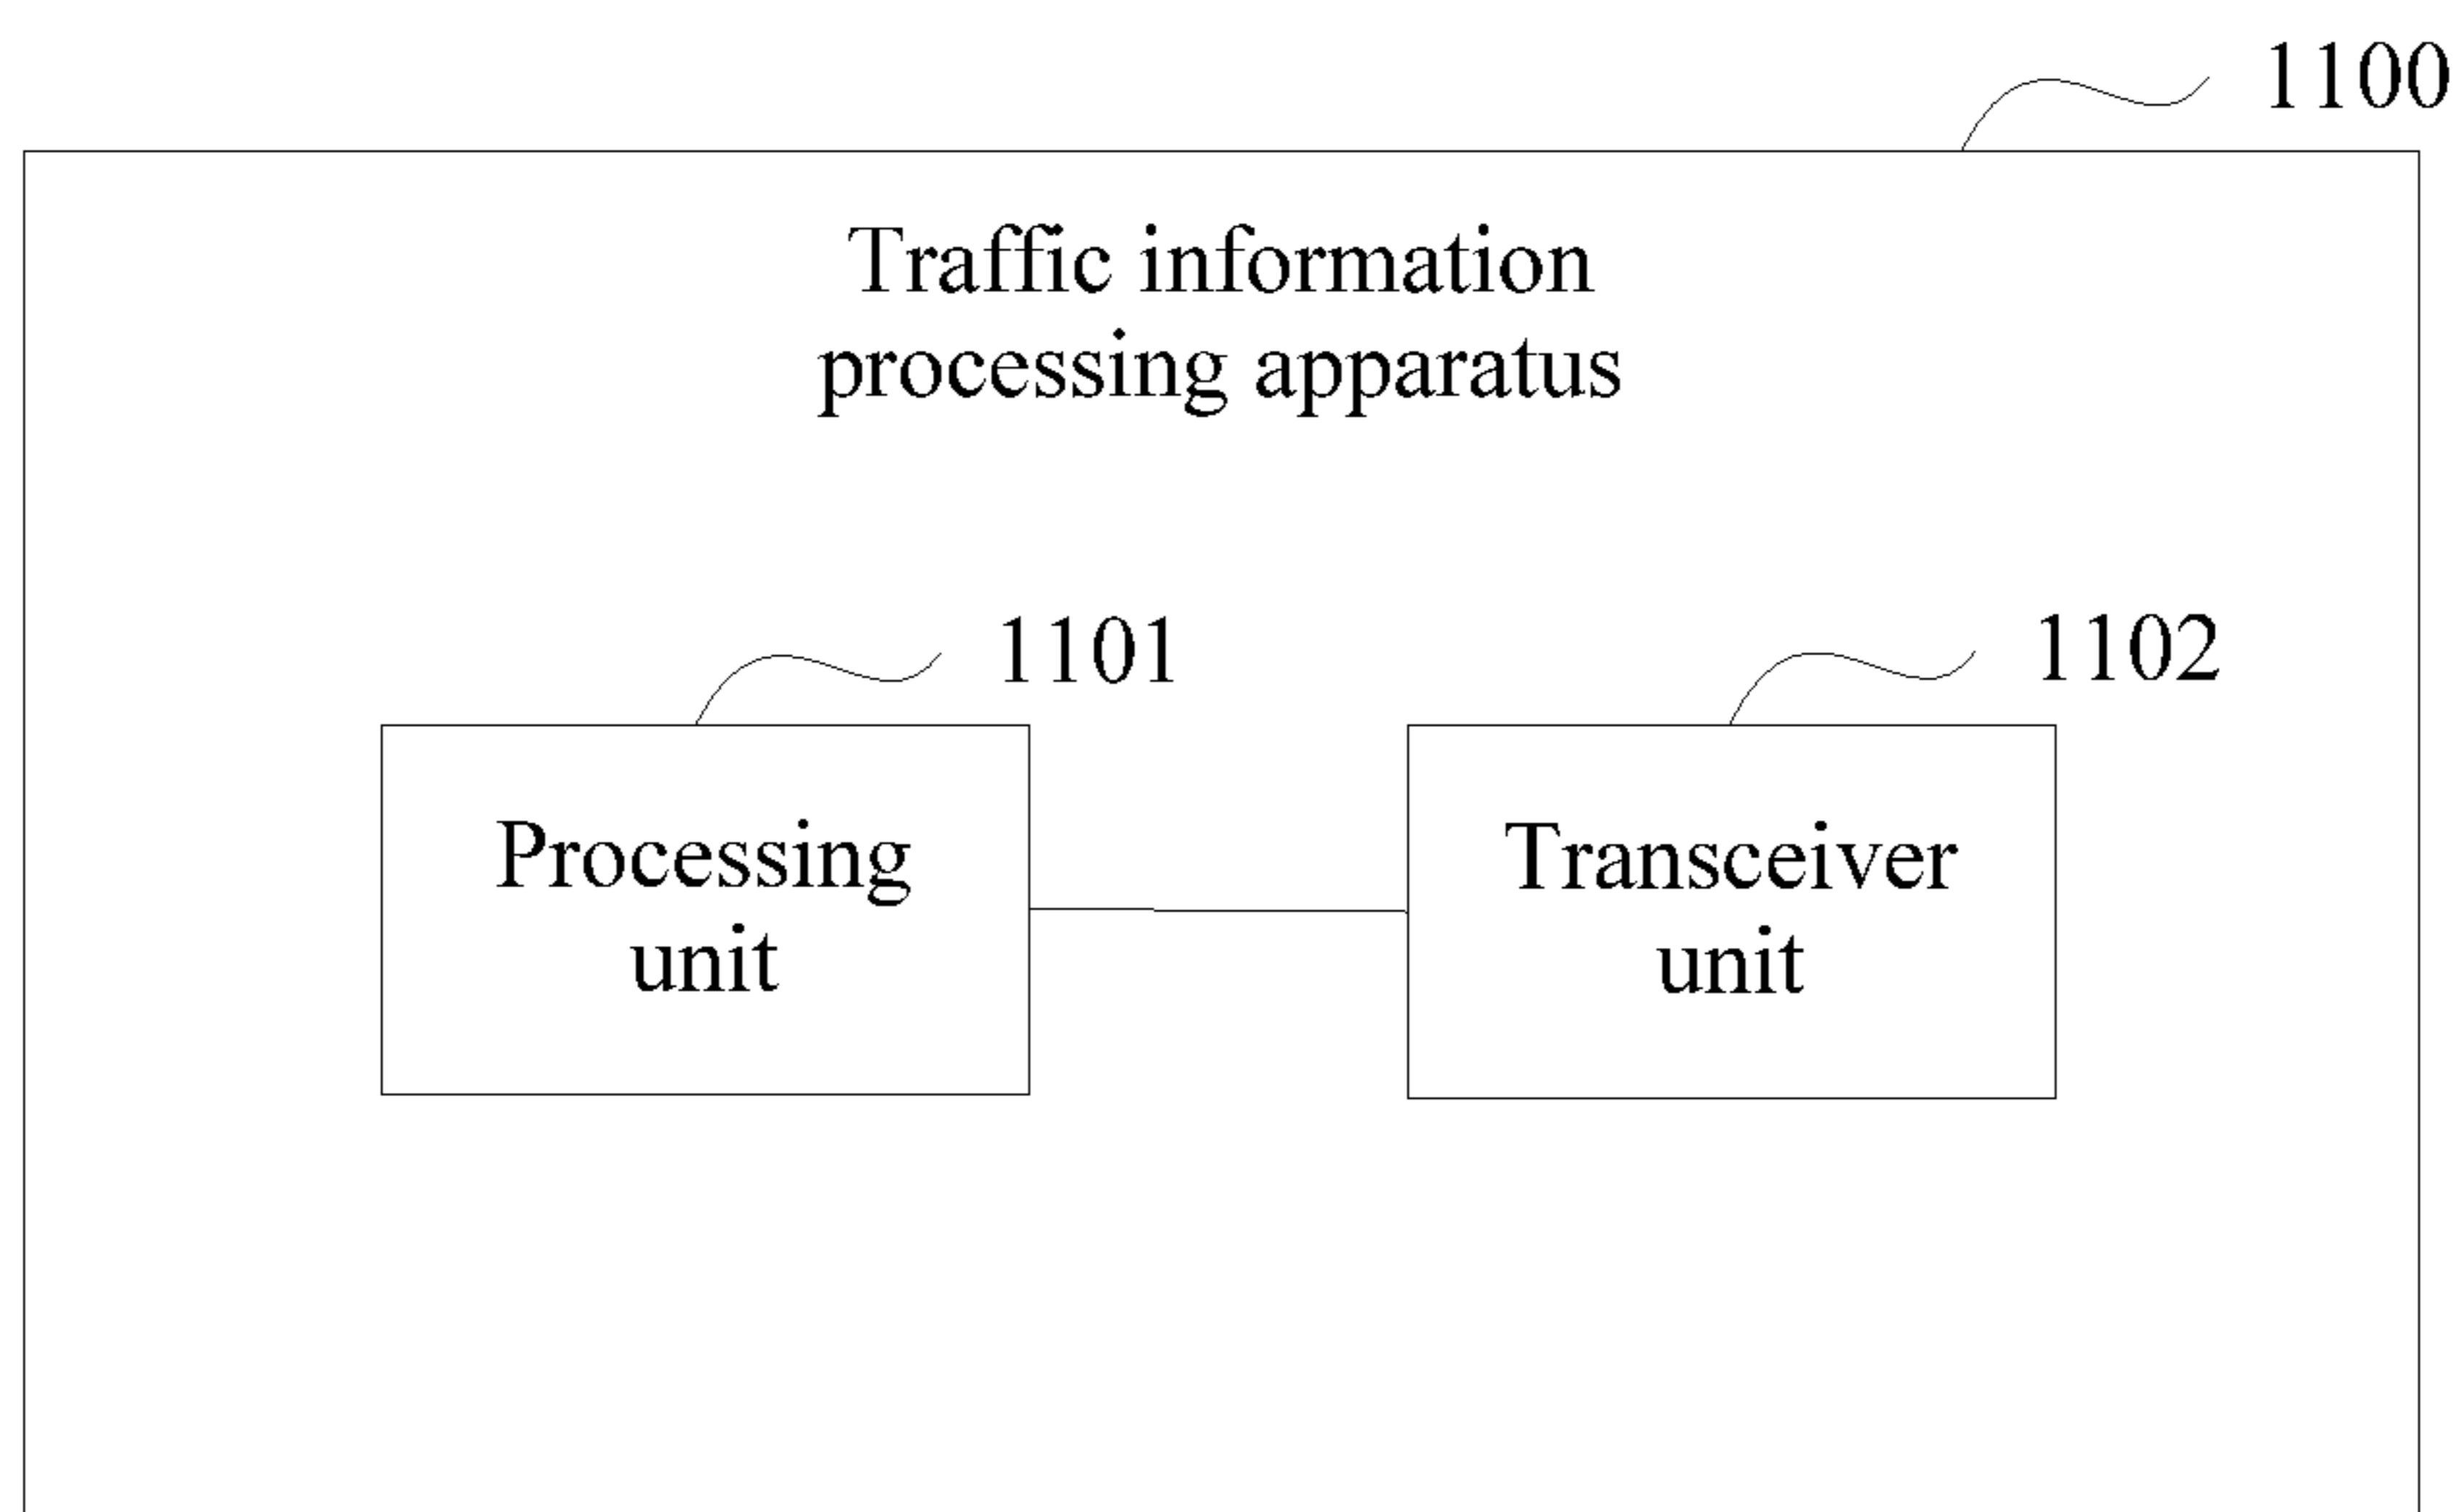 1100
Traffic information
processing apparatus
1101
1102
Processing
unit
Transceiver
unit